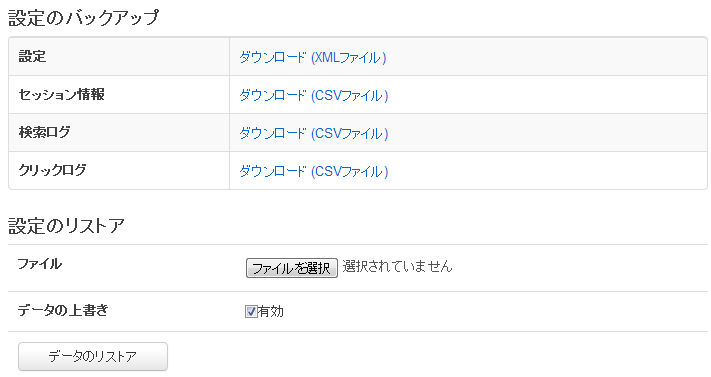 設定のバックアップ
設定 ダウンロード (XMLファイル)
セッション情報 ダウンロード (CSVファイル)
検索ログ ダウンロード (CSVファイル)
クリックログ ダウンロード (CSVファイル)
設定のリストア
ファイル ファイルを選択 選択されていません
データの上書き 有効
データのリストア